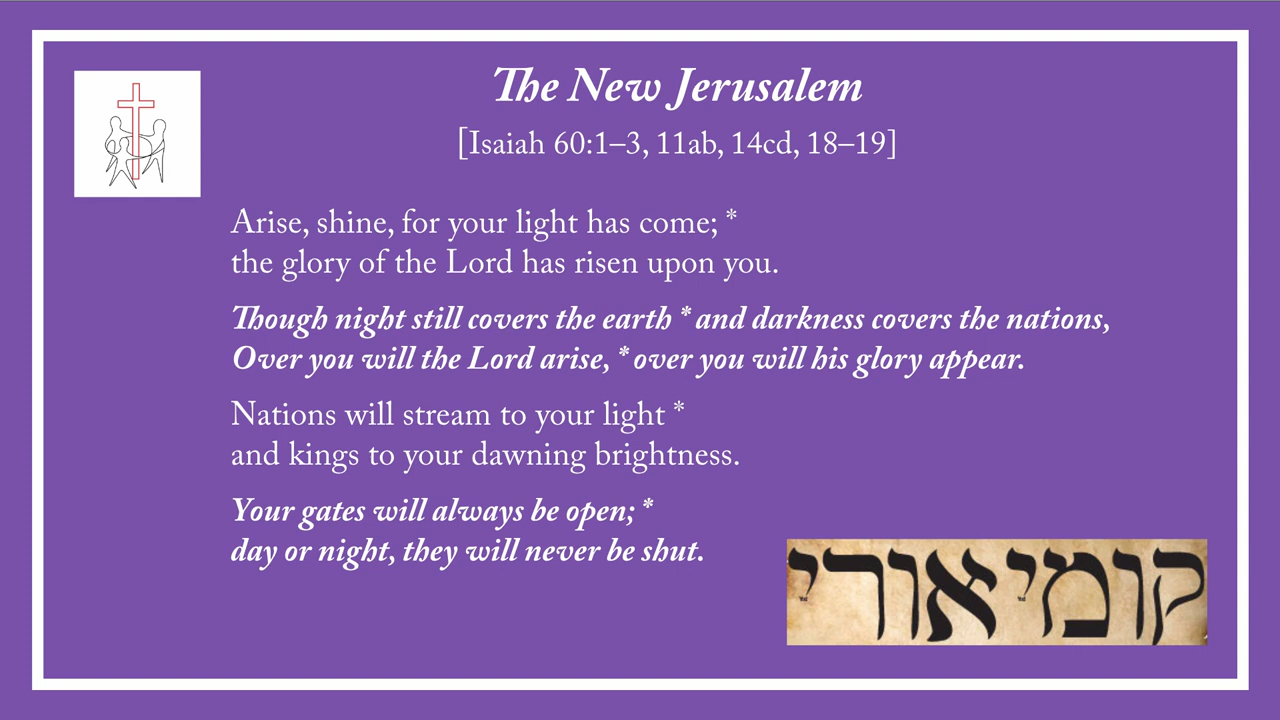 The New Jerusalem
[Isaiah 60:1–3, 11ab, 14cd, 18–19]
Arise, shine, for your light has come; *
the glory of the Lord has risen upon you.
Though night still covers the earth * and darkness covers the nations,
Over you will the Lord arise, * over you will his glory appear.
Nations will stream to your light *
and kings to your dawning brightness.
Your gates will always be open; *
day or night, they will never be shut.
קומי אורי